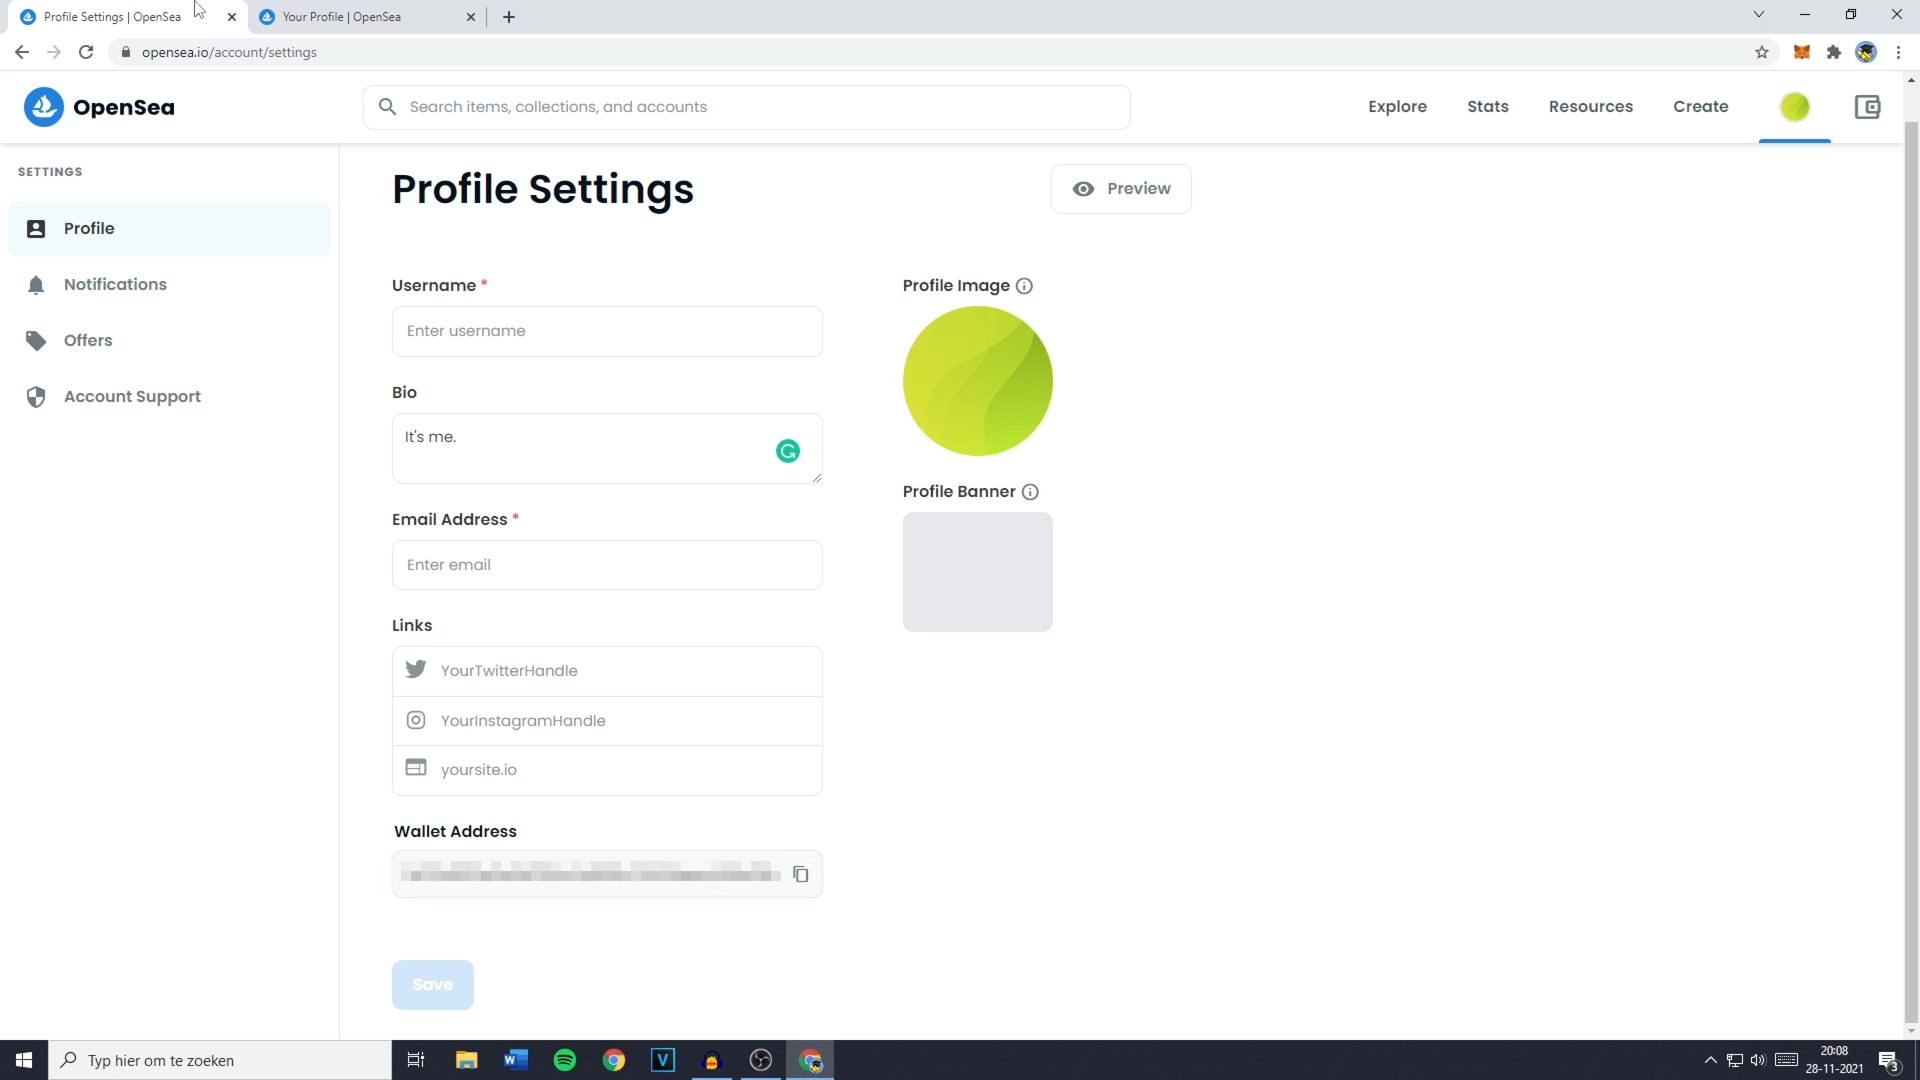 Profile Settings | OpenSea
Your Profile | OpenSea
opensea.io/account/settings
OpenSea
Search items, collections, and accounts
Explore
Stats
Resources
Create
SETTINGS
Profile
Notifications
Offers
Account Support
Profile Settings
Preview
Username *
Enter username
Bio
It's me.
Email Address *
Enter email
Links
YourTwitterHandle
YourInstagramHandle
yoursite.io
Wallet Address
Save
Profile Image
Profile Banner
Typ hier om te zoeken
20:08
28-11-2021
3